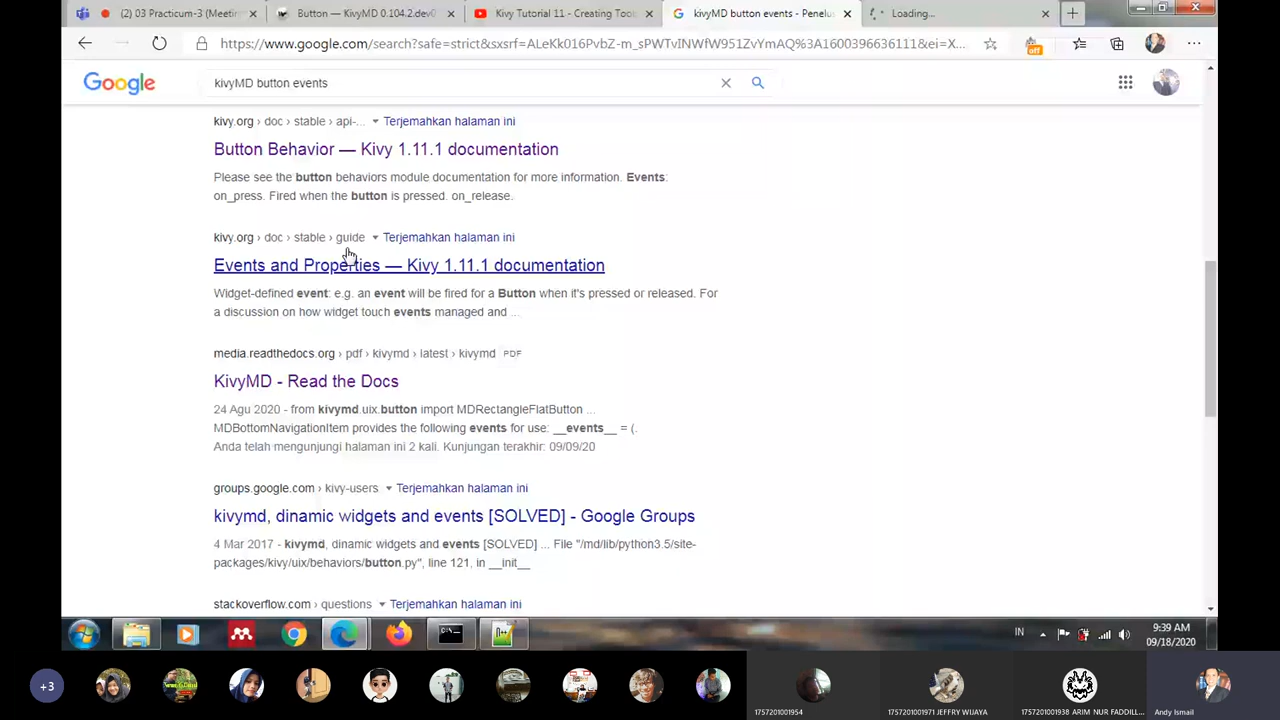 (2) 03 Practicum-3 (Meetin
Button — KivyMD 0.104.2.dev0
Kivy Tutorial 11 - Creating Tool
kivyMD button events - Penelus
Loading...
https://www.google.com/search?safe=strict&sxsrf=ALeKk016PvbZ-m_sPWTvINWfW951ZvYmAQ%3A1600396636111&ei=X...
off
Google
kivyMD button events
kivy.org › doc › stable › api-... Terjemahkan halaman ini
Button Behavior — Kivy 1.11.1 documentation
Please see the button behaviors module documentation for more information. Events:
on_press. Fired when the button is pressed. on_release.
kivy.org › doc › stable › guide Terjemahkan halaman ini
Events and Properties — Kivy 1.11.1 documentation
Widget-defined event: e.g. an event will be fired for a Button when it's pressed or released. For
a discussion on how widget touch events managed and ...
media.readthedocs.org › pdf › kivymd › latest › kivymd PDF
KivyMD - Read the Docs
24 Agu 2020 - from kivymd.uix.button import MDRectangleFlatButton ...
MDBottomNavigationItem provides the following events for use: __events__ = (.
Anda telah mengunjungi halaman ini 2 kali. Kunjungan terakhir: 09/09/20
groups.google.com › kivy-users Terjemahkan halaman ini
kivymd, dinamic widgets and events [SOLVED] - Google Groups
4 Mar 2017 - kivymd, dinamic widgets and events [SOLVED] ... File "/md/lib/python3.5/site-
packages/kivy/uix/behaviors/button.py", line 121, in __init__
stackoverflow.com › questions Terjemahkan halaman ini
IN
9:39 AM
09/18/2020
+3
1757201001954
1757201001971 JEFFRY WIJAYA
1757201001938 ARIM NUR FADDILL...
Andy Ismail